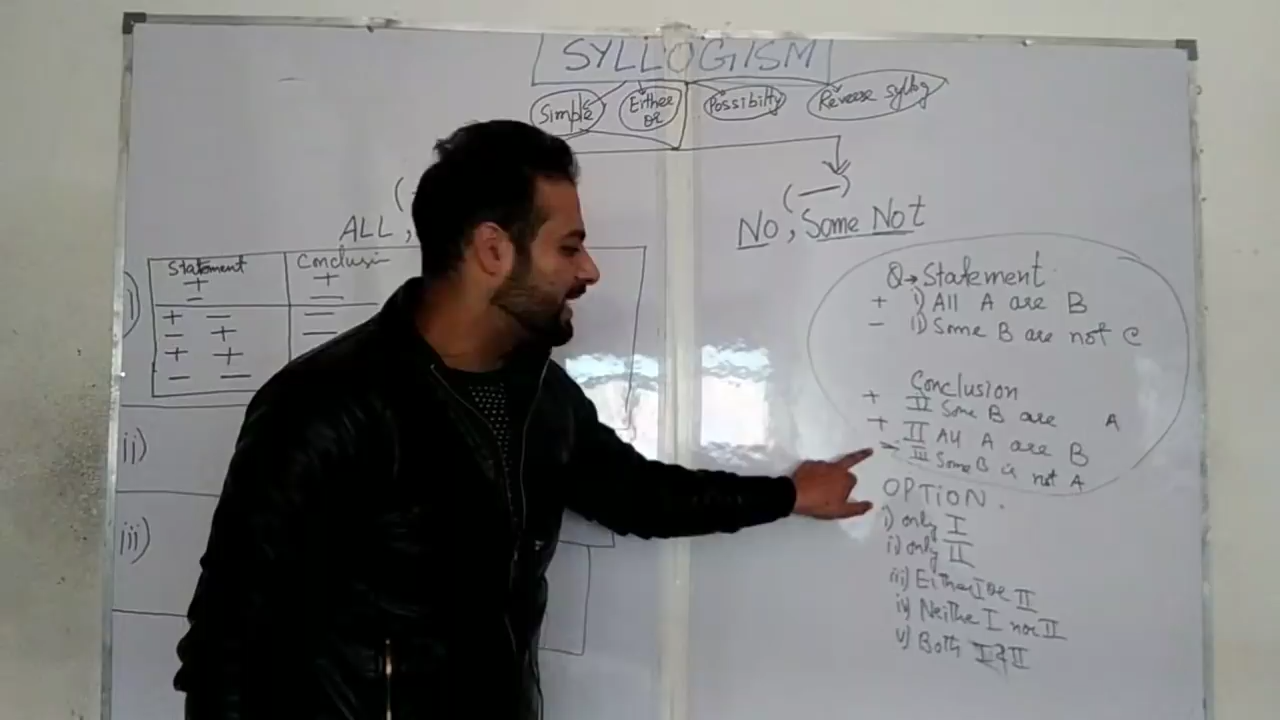 SYLLOGISM
Simple
Either or
Possibilty
Reverse syllog
(—)
ALL,
No, Some Not
Statement Conclusi
+ +
— —
+ — —
— + —
+ +
— —
ii)
iii)
Q→ Statement
+ i) All A are B
— ii) Some B are not C
Conclusion
+ Some B are A
+ II All A are B
— III Some B is not A
OPTION.
i) only I
ii) only II
iii) Either I or II
iv) Neithe I nor II
v) Both I & II